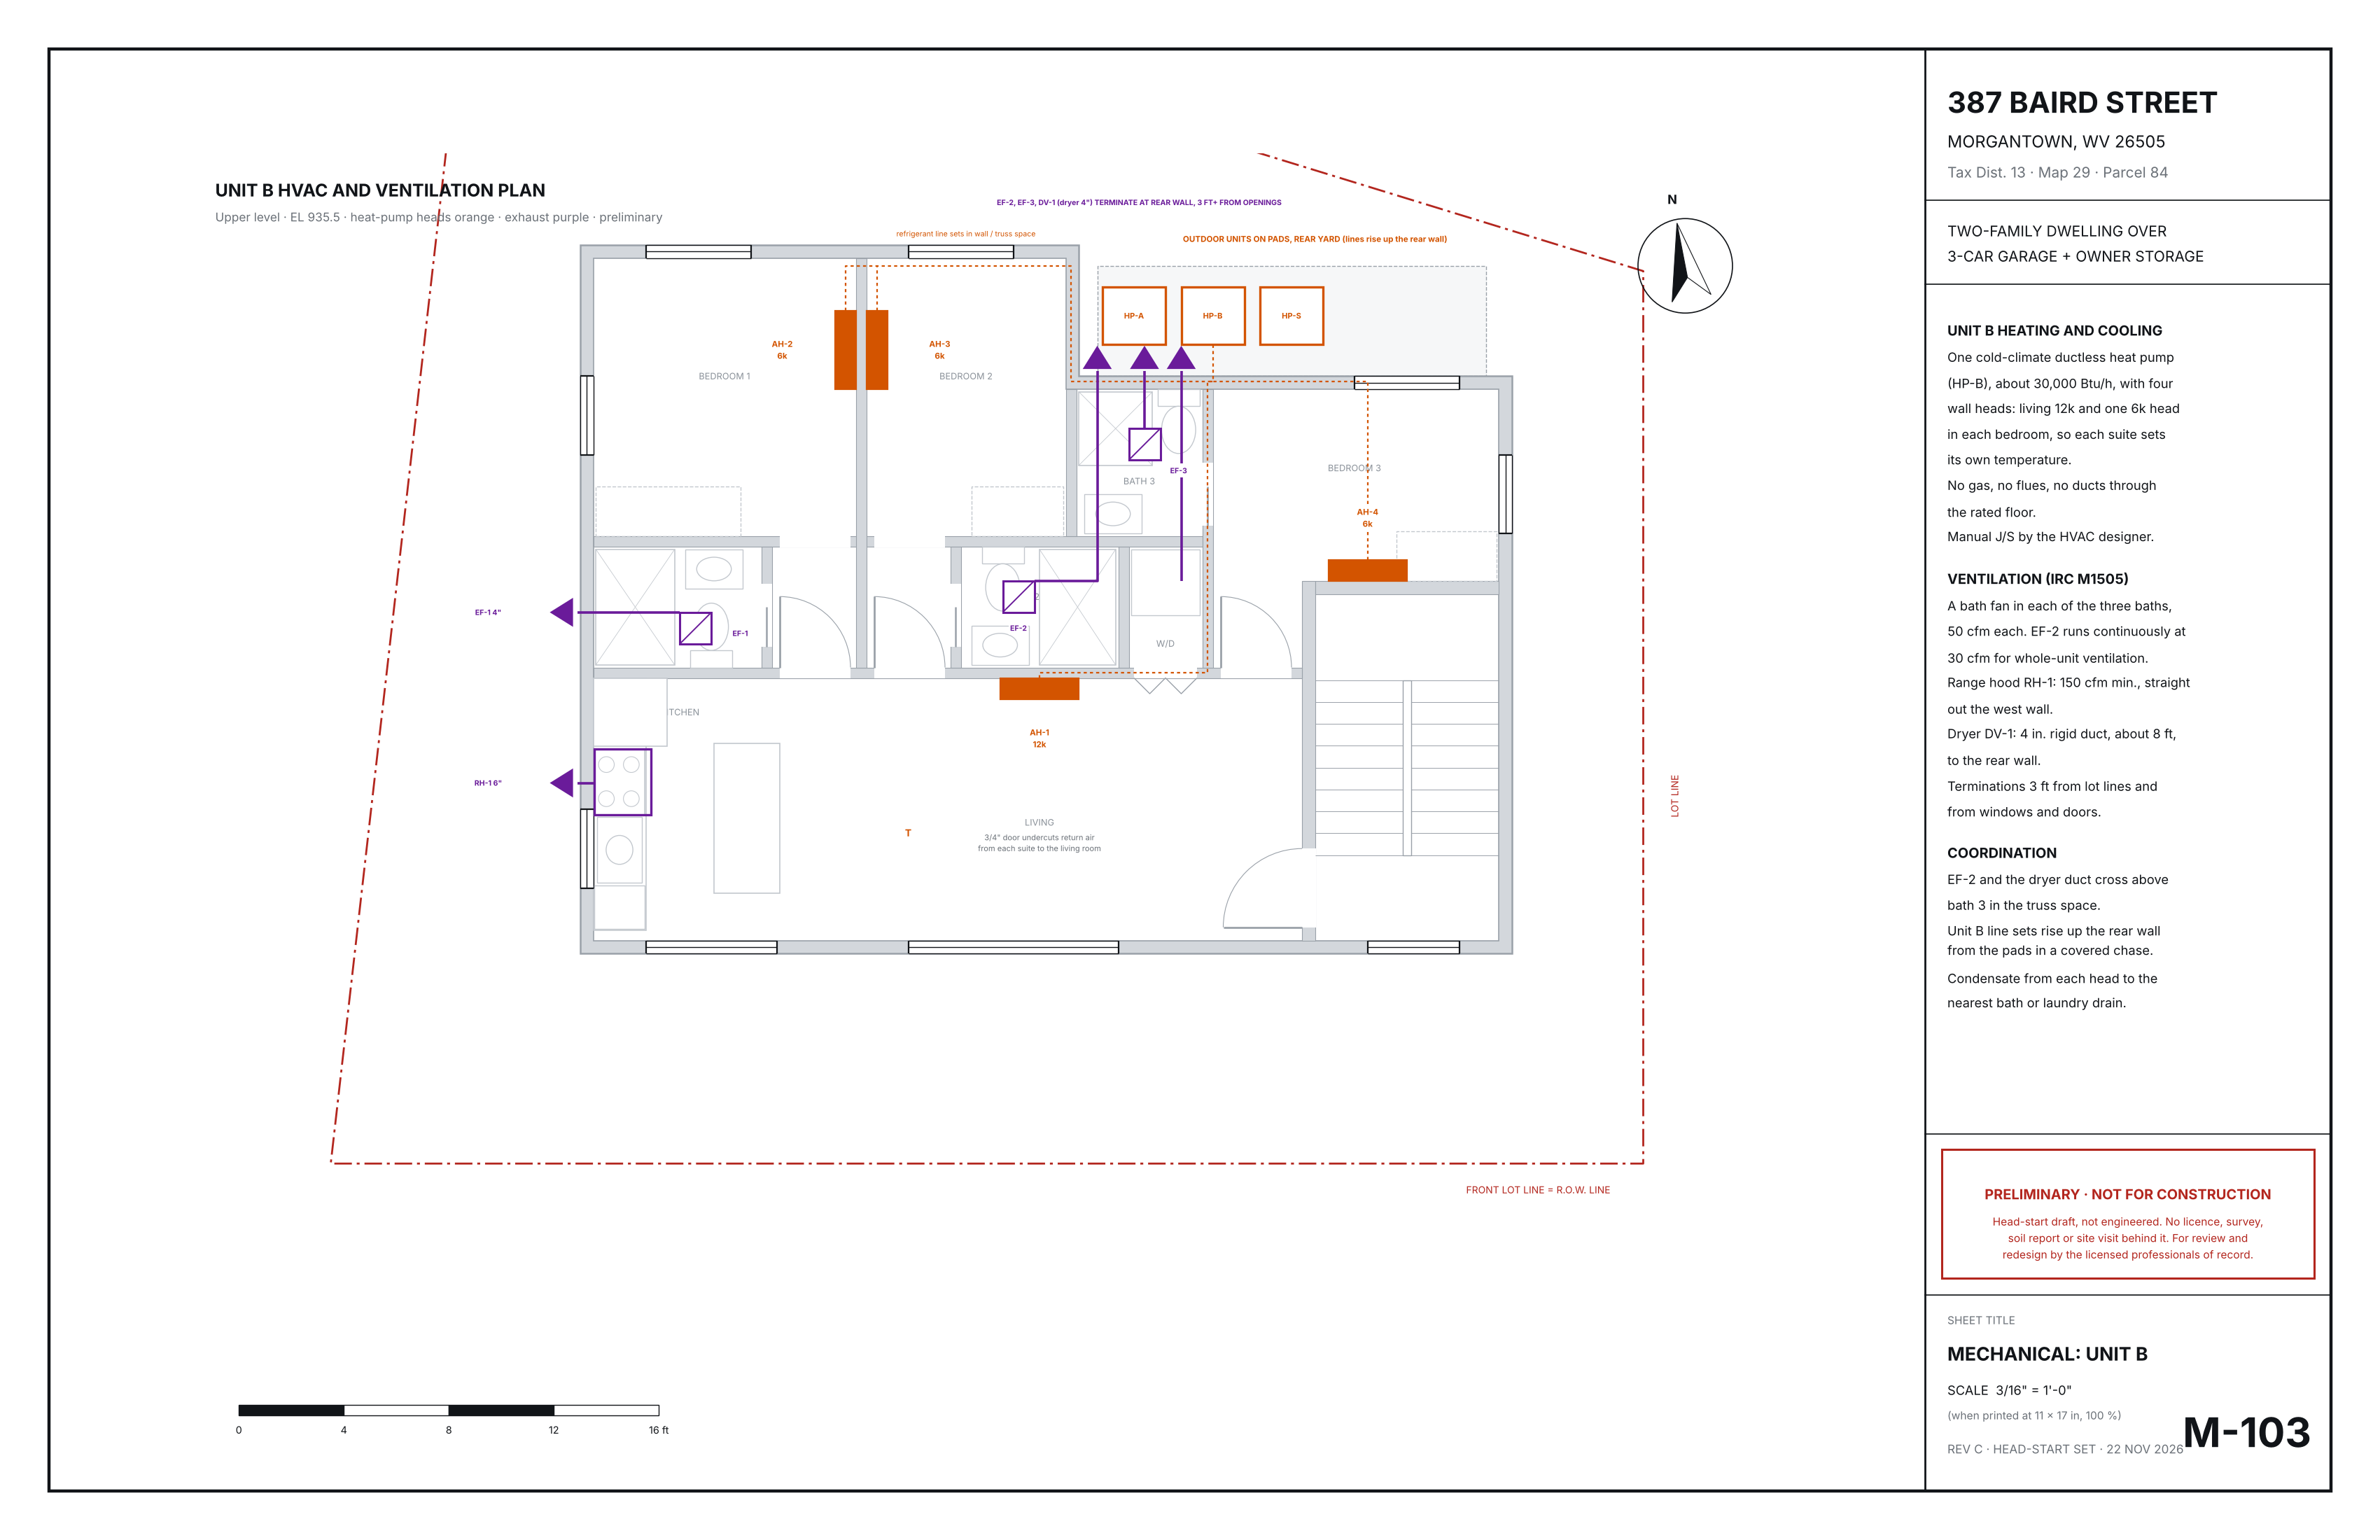 UNIT B HVAC AND VENTILATION PLAN
Upper level · EL 935.5 · heat-pump heads orange · exhaust purple · preliminary
EF-2, EF-3, DV-1 (dryer 4") TERMINATE AT REAR WALL, 3 FT+ FROM OPENINGS
refrigerant line sets in wall / truss space
OUTDOOR UNITS ON PADS, REAR YARD (lines rise up the rear wall)
N
HP-A
HP-B
HP-S
AH-2
6k
AH-3
6k
BEDROOM 1
BEDROOM 2
BEDROOM 3
EF-3
BATH 3
AH-4
6k
EF-1 4"
EF-1
2
EF-2
W/D
TCHEN
AH-1
12k
RH-1 6"
T
LIVING
3/4" door undercuts return air
from each suite to the living room
LOT LINE
FRONT LOT LINE = R.O.W. LINE
0
4
8
12
16 ft
387 BAIRD STREET
MORGANTOWN, WV 26505
Tax Dist. 13 · Map 29 · Parcel 84
TWO-FAMILY DWELLING OVER
3-CAR GARAGE + OWNER STORAGE
UNIT B HEATING AND COOLING
One cold-climate ductless heat pump
(HP-B), about 30,000 Btu/h, with four
wall heads: living 12k and one 6k head
in each bedroom, so each suite sets
its own temperature.
No gas, no flues, no ducts through
the rated floor.
Manual J/S by the HVAC designer.
VENTILATION (IRC M1505)
A bath fan in each of the three baths,
50 cfm each. EF-2 runs continuously at
30 cfm for whole-unit ventilation.
Range hood RH-1: 150 cfm min., straight
out the west wall.
Dryer DV-1: 4 in. rigid duct, about 8 ft,
to the rear wall.
Terminations 3 ft from lot lines and
from windows and doors.
COORDINATION
EF-2 and the dryer duct cross above
bath 3 in the truss space.
Unit B line sets rise up the rear wall
from the pads in a covered chase.
Condensate from each head to the
nearest bath or laundry drain.
PRELIMINARY · NOT FOR CONSTRUCTION
Head-start draft, not engineered. No licence, survey,
soil report or site visit behind it. For review and
redesign by the licensed professionals of record.
SHEET TITLE
MECHANICAL: UNIT B
SCALE 3/16" = 1'-0"
(when printed at 11 × 17 in, 100 %)
REV C · HEAD-START SET · 22 NOV 2026
M-103